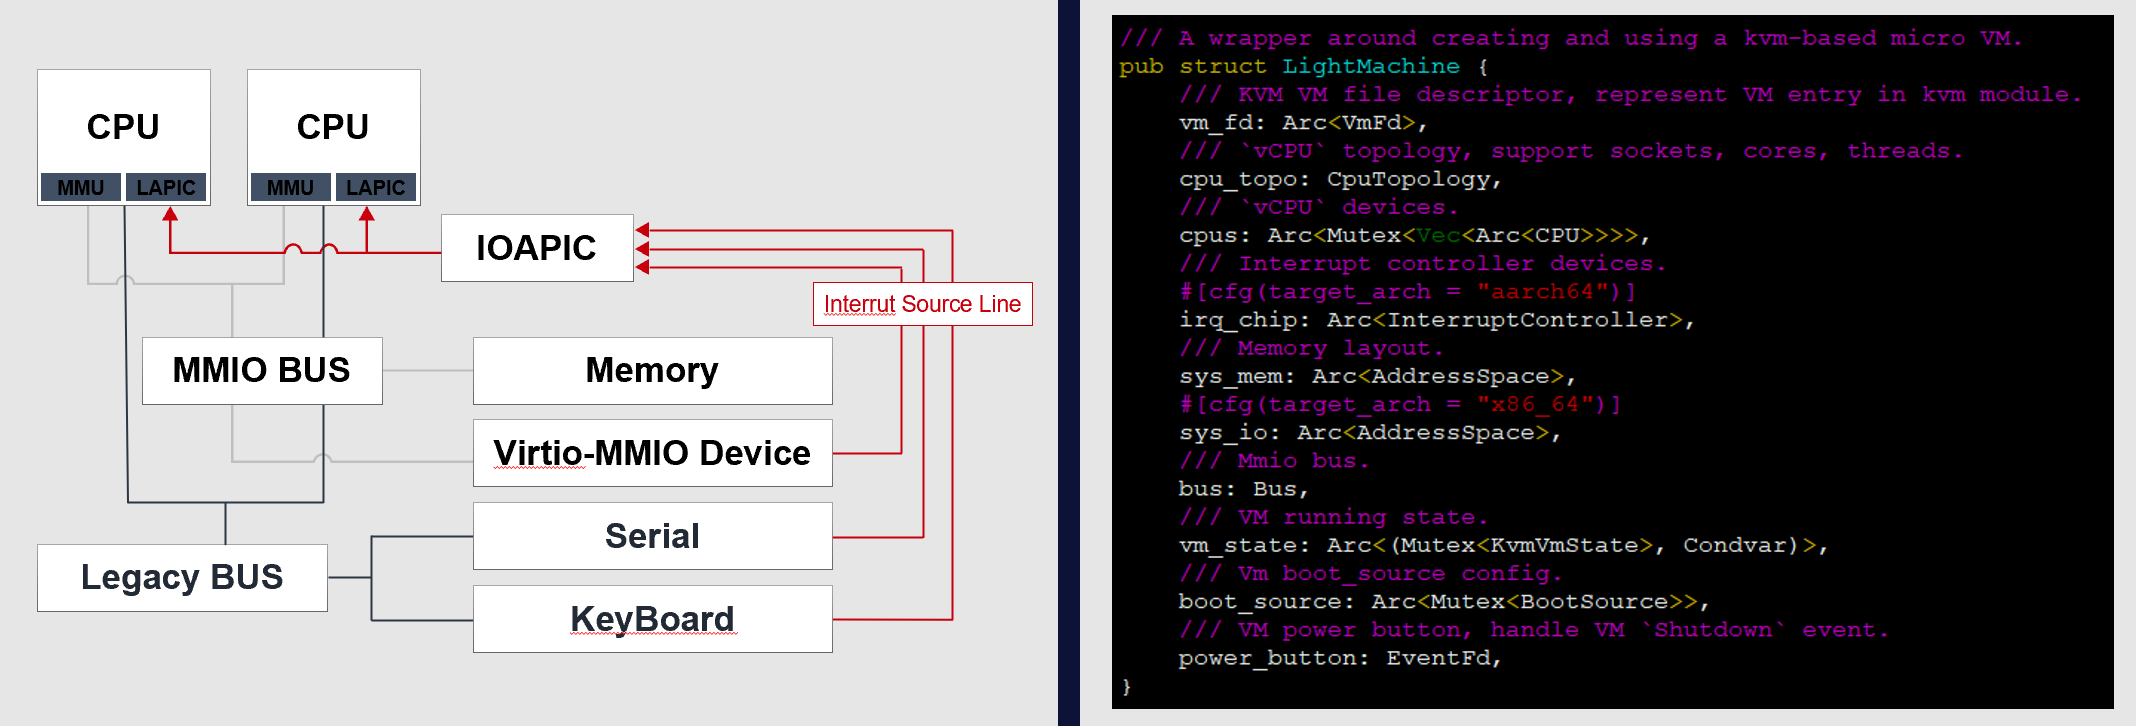 CPU
MMU
LAPIC
CPU
MMU
LAPIC
IOAPIC
Interrut Source Line
MMIO BUS
Memory
Virtio-MMIO Device
Serial
Legacy BUS
KeyBoard
/// A wrapper around creating and using a kvm-based micro VM.
pub struct LightMachine {
    /// KVM VM file descriptor, represent VM entry in kvm module.
    vm_fd: Arc<VmFd>,
    /// `vCPU` topology, support sockets, cores, threads.
    cpu_topo: CpuTopology,
    /// `vCPU` devices.
    cpus: Arc<Mutex<Vec<Arc<CPU>>>>,
    /// Interrupt controller devices.
    #[cfg(target_arch = "aarch64")]
    irq_chip: Arc<InterruptController>,
    /// Memory layout.
    sys_mem: Arc<AddressSpace>,
    #[cfg(target_arch = "x86_64")]
    sys_io: Arc<AddressSpace>,
    /// Mmio bus.
    bus: Bus,
    /// VM running state.
    vm_state: Arc<(Mutex<KvmVmState>, Condvar)>,
    /// Vm boot_source config.
    boot_source: Arc<Mutex<BootSource>>,
    /// VM power button, handle VM `Shutdown` event.
    power_button: EventFd,
}